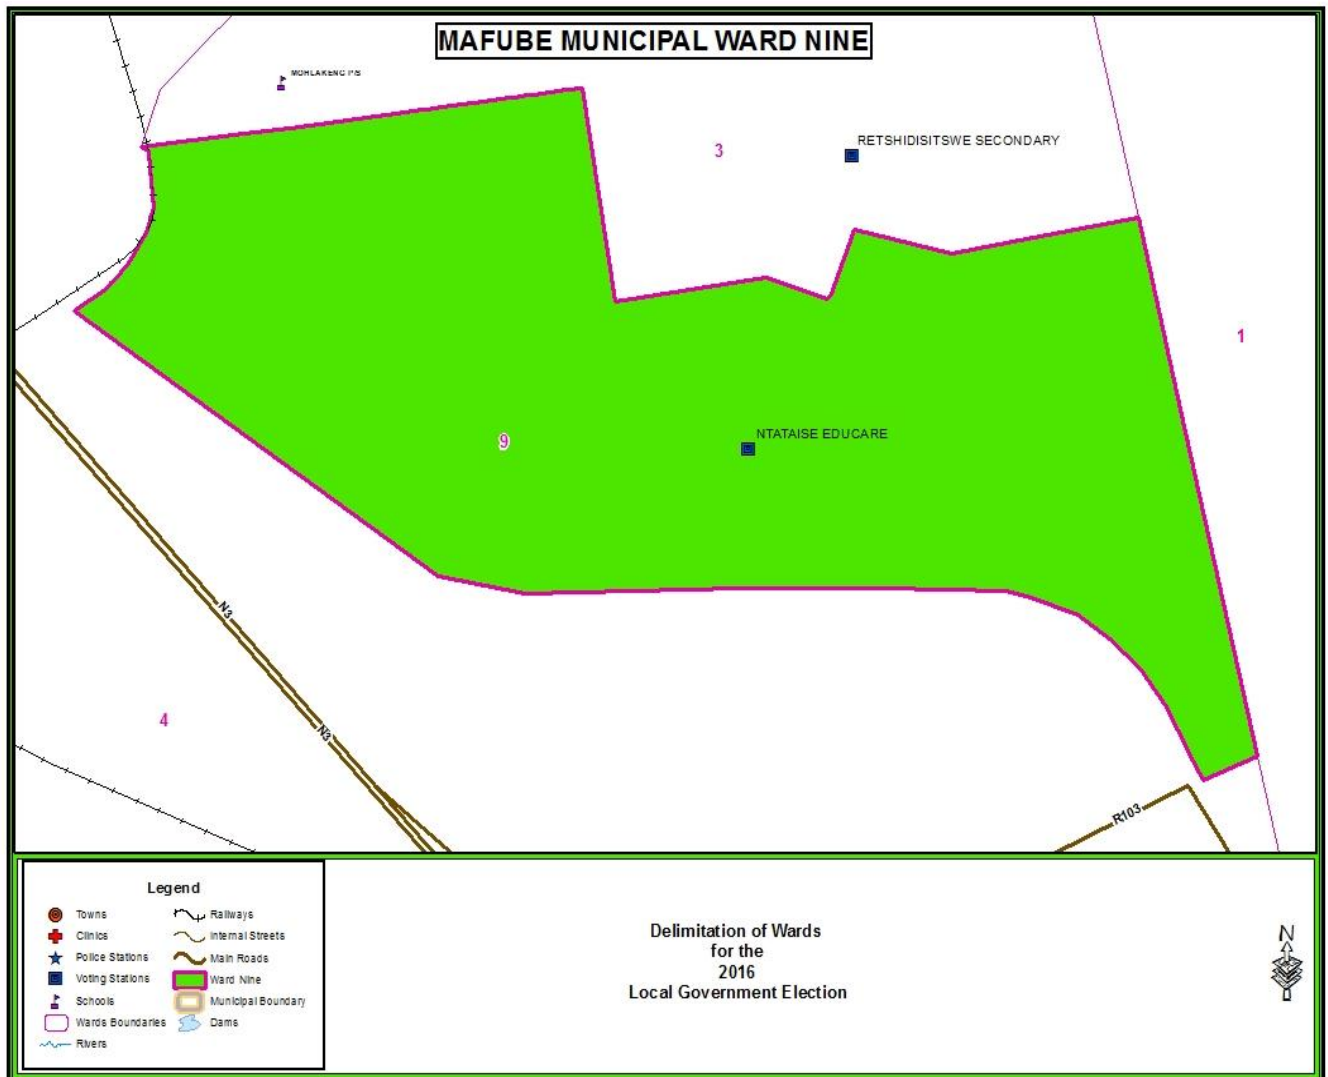 MAFUBE MUNICIPAL WARD NINE
MOHLAKENG P/S
3
RETSHIDISITSWE SECONDARY
1
9
NTATAISE EDUCARE
N3
N3
4
R103
Legend
Towns
Clinics
Police Stations
Voting Stations
Schools
Wards Boundaries
Rivers
Railways
Internal Streets
Main Roads
Ward Nine
Municipal Boundary
Dams
Delimitation of Wards
for the
2016
Local Government Election
N